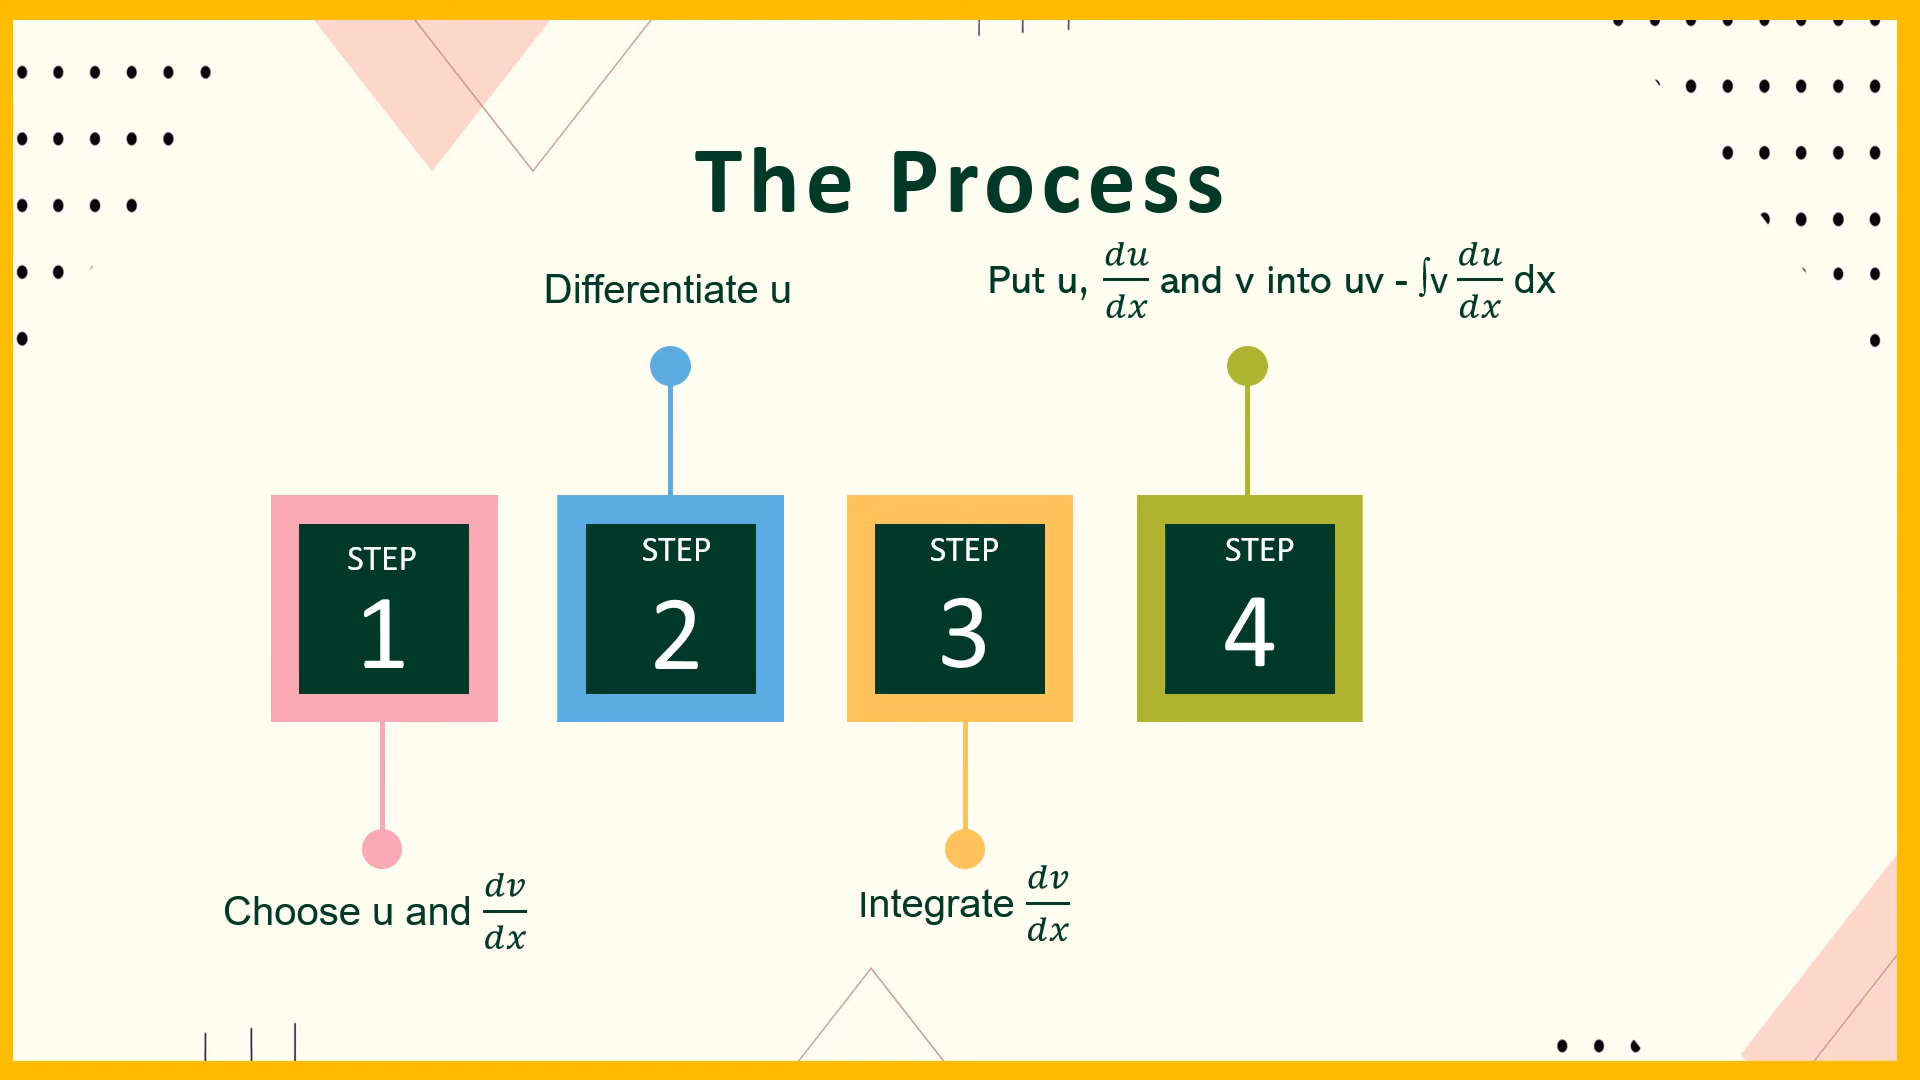 The Process
Differentiate u
Put u, du/dx and v into uv - ∫v du/dx dx
STEP
1
STEP
2
STEP
3
STEP
4
Choose u and dv/dx
Integrate dv/dx